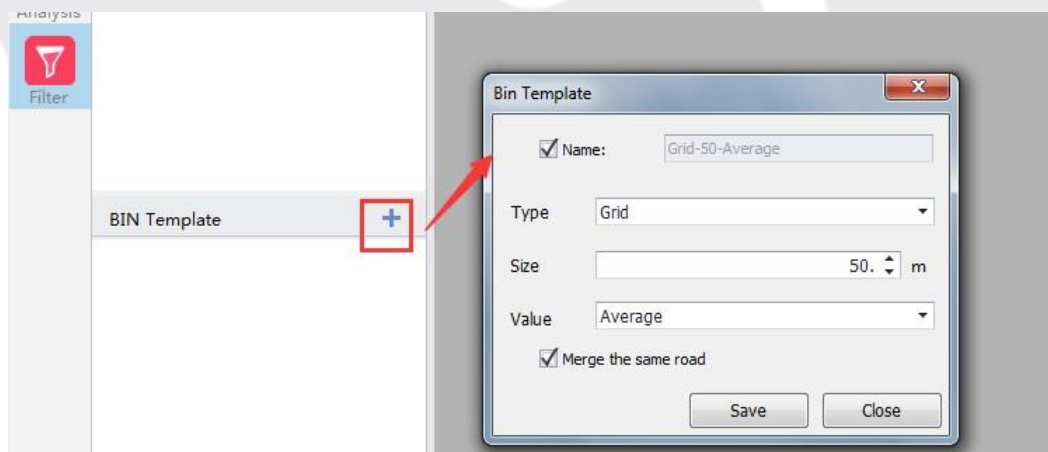 Analysis
Filter
BIN Template
Bin Template
Name: Grid-50-Average
Type Grid
Size 50. m
Value Average
Merge the same road
Save Close